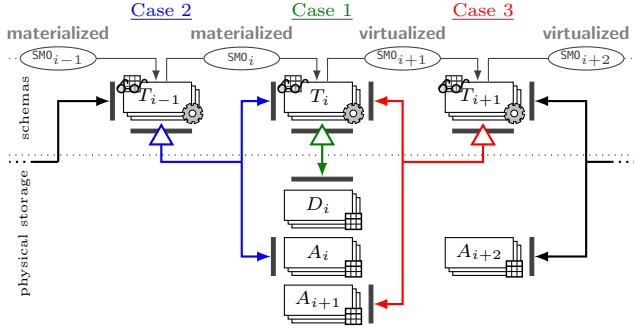 Case 2 Case 1 Case 3
materialized materialized virtualized virtualized
SMO_{i−1} SMO_i SMO_{i+1} SMO_{i+2}
schemas
T_{i−1} T_i T_{i+1}
physical storage
D_i
A_i A_{i+2}
A_{i+1}